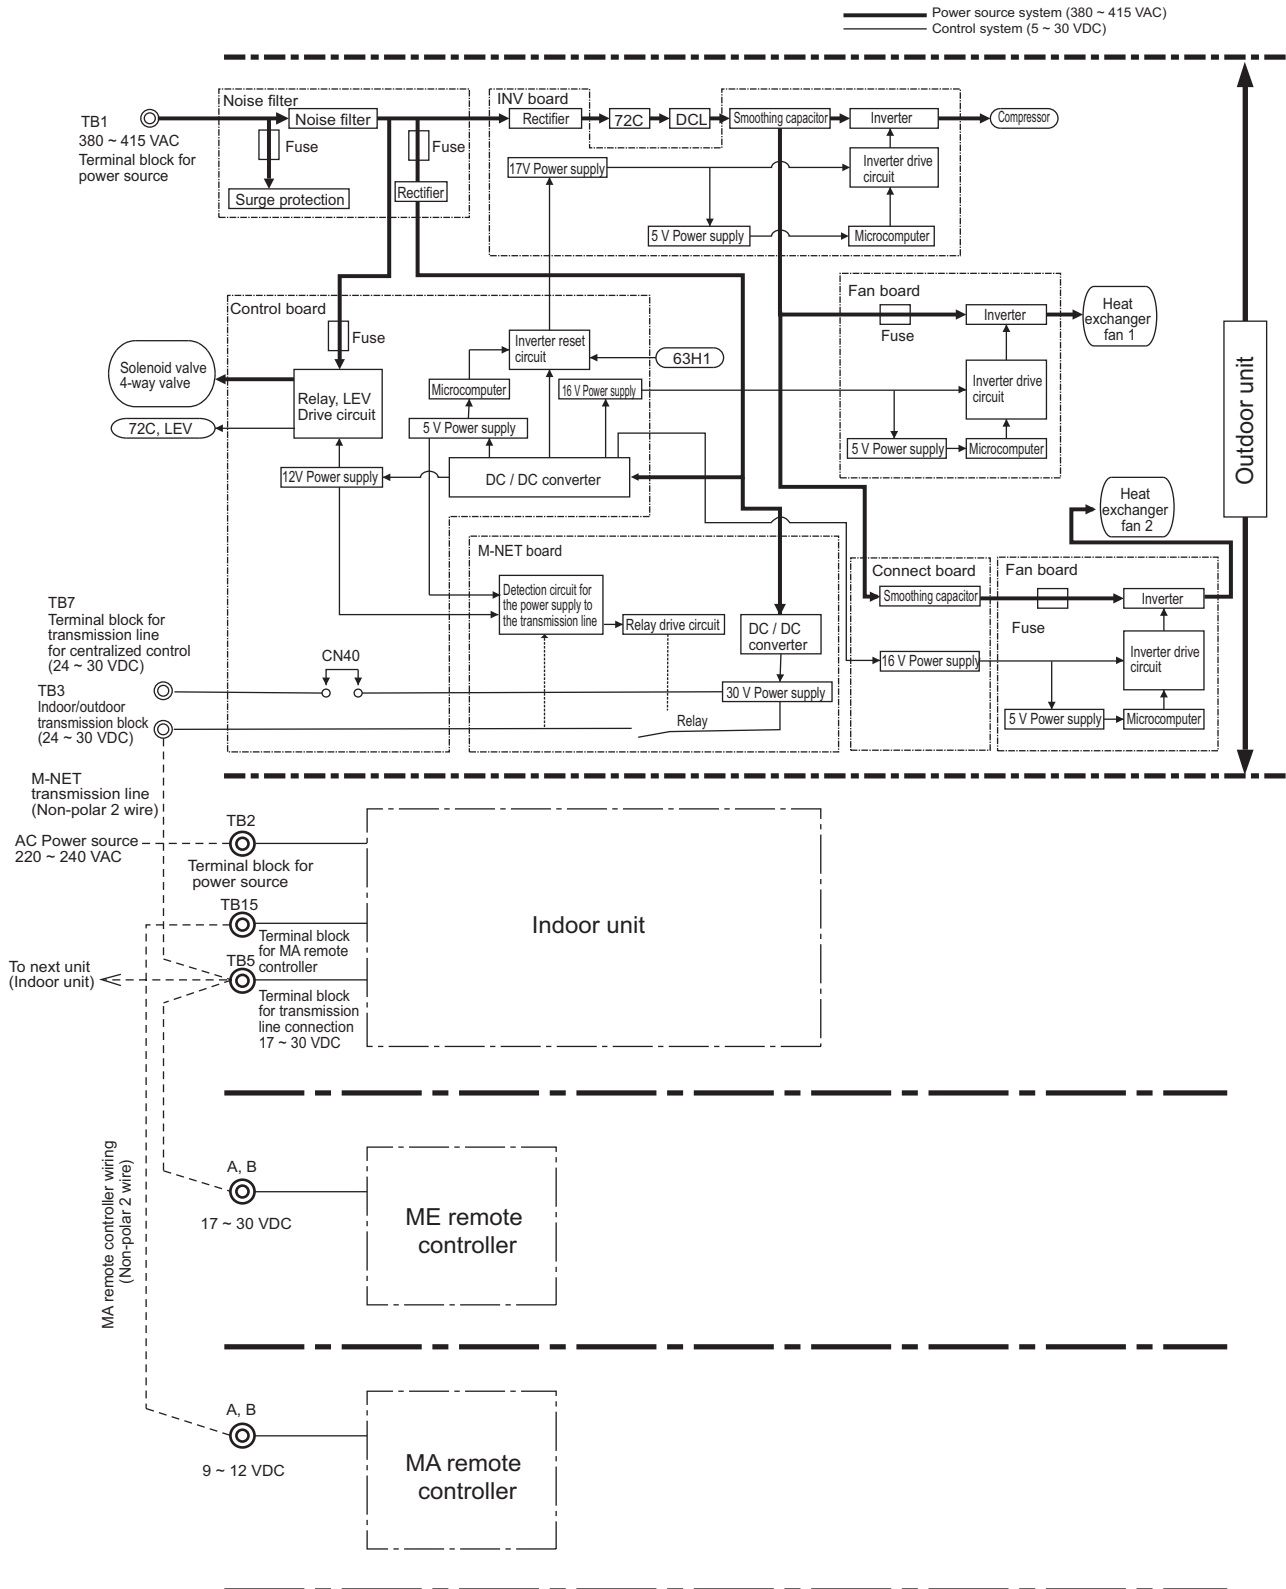 Power source system (380 ~ 415 VAC)
Control system (5 ~ 30 VDC)
Noise filter
INV board
TB1
380 ~ 415 VAC
Terminal block for
power source
Noise filter
Rectifier
72C
DCL
Smoothing capacitor
Inverter
Compressor
Fuse
Fuse
Surge protection
Rectifier
17V Power supply
Inverter drive
circuit
5 V Power supply
Microcomputer
Control board
Fuse
Inverter reset
circuit
63H1
Fan board
Fuse
Inverter
Heat
exchanger
fan 1
Solenoid valve
4-way valve
Relay, LEV
Drive circuit
72C, LEV
Microcomputer
16 V Power supply
5 V Power supply
Inverter drive
circuit
5 V Power supply
Microcomputer
12V Power supply
DC / DC converter
Outdoor unit
Heat
exchanger
fan 2
M-NET board
Detection circuit for
the power supply to
the transmission line
Relay drive circuit
DC / DC
converter
30 V Power supply
Relay
Connect board
Smoothing capacitor
16 V Power supply
Fan board
Fuse
Inverter
Inverter drive
circuit
5 V Power supply
Microcomputer
TB7
Terminal block for
transmission line
for centralized control
(24 ~ 30 VDC)
CN40
TB3
Indoor/outdoor
transmission block
(24 ~ 30 VDC)
M-NET
transmission line
(Non-polar 2 wire)
AC Power source
220 ~ 240 VAC
TB2
Terminal block for
power source
TB15
Terminal block
for MA remote
controller
TB5
Terminal block
for transmission
line connection
17 ~ 30 VDC
To next unit
(Indoor unit)
Indoor unit
MA remote controller wiring
(Non-polar 2 wire)
A, B
17 ~ 30 VDC
ME remote
controller
A, B
9 ~ 12 VDC
MA remote
controller